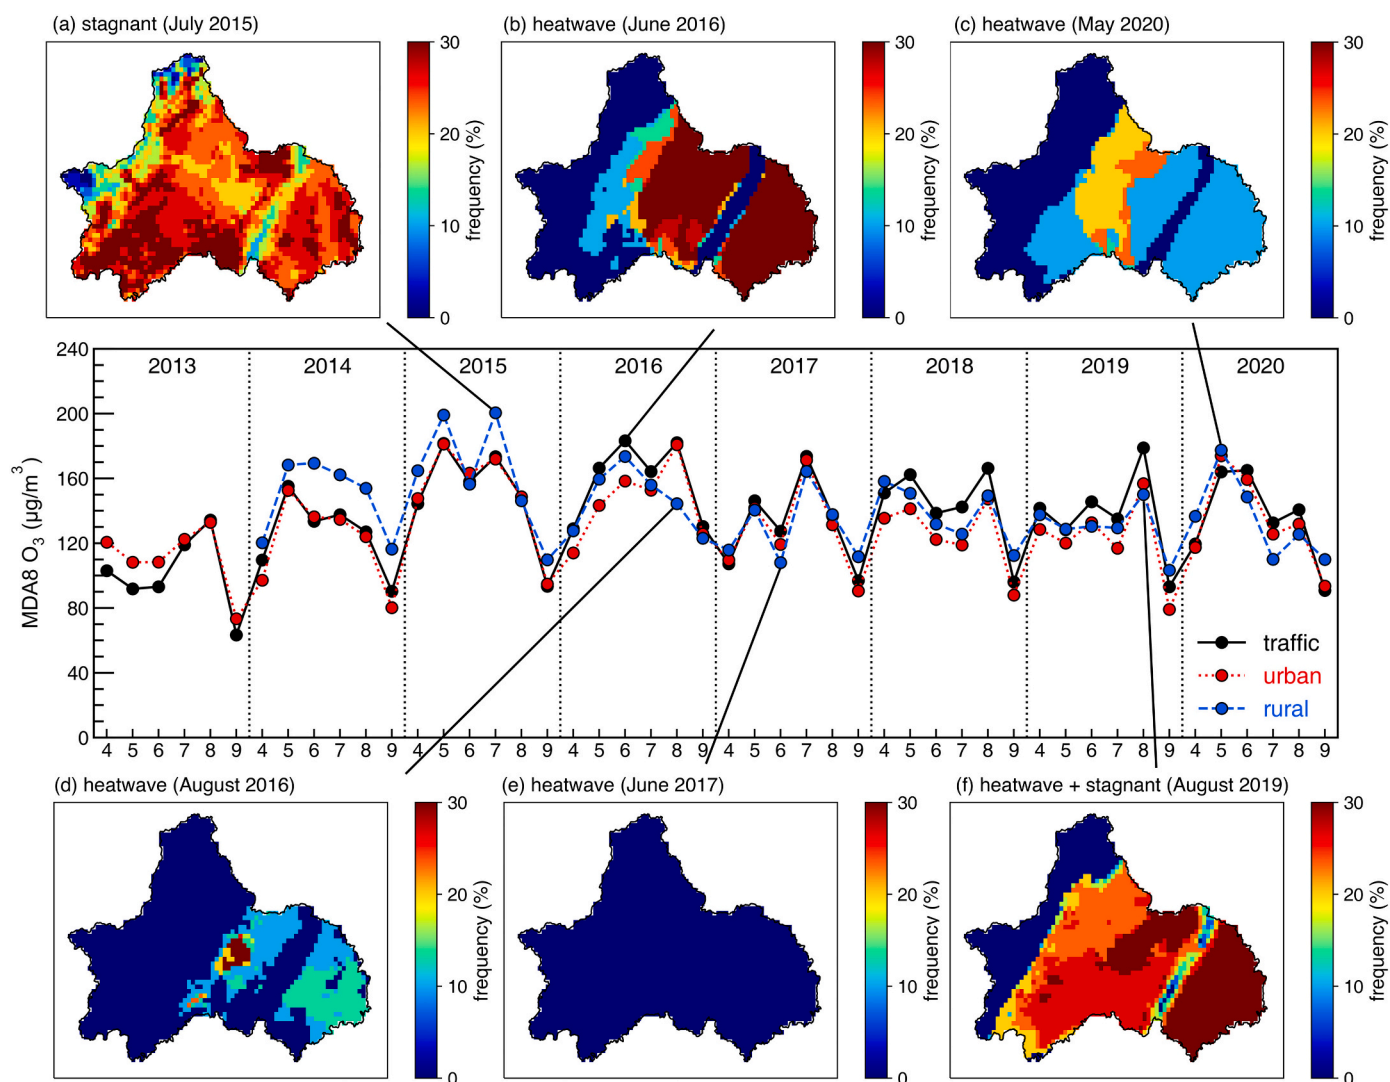 (a) stagnant (July 2015)
30
20
10
0
frequency (%)
(b) heatwave (June 2016)
30
20
10
0
frequency (%)
(c) heatwave (May 2020)
30
20
10
0
frequency (%)
240
200
160
120
80
40
0
MDA8 O3 (μg/m3)
2013 2014 2015 2016 2017 2018 2019 2020
traffic
urban
rural
4 5 6 7 8 9 4 5 6 7 8 9 4 5 6 7 8 9 4 5 6 7 8 9 4 5 6 7 8 9 4 5 6 7 8 9 4 5 6 7 8 9 4 5 6 7 8 9
(d) heatwave (August 2016)
30
20
10
0
frequency (%)
(e) heatwave (June 2017)
30
20
10
0
frequency (%)
(f) heatwave + stagnant (August 2019)
30
20
10
0
frequency (%)